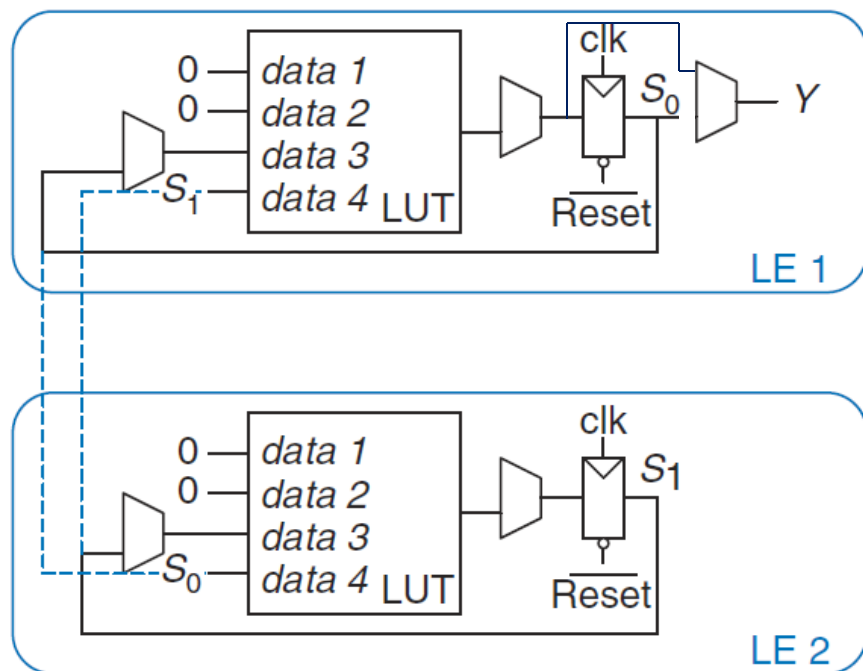 clk
0 data 1
0 data 2
S0 Y
data 3
S1 data 4 LUT
Reset
LE 1
clk
0 data 1
0 data 2
S1
data 3
S0 data 4 LUT
Reset
LE 2